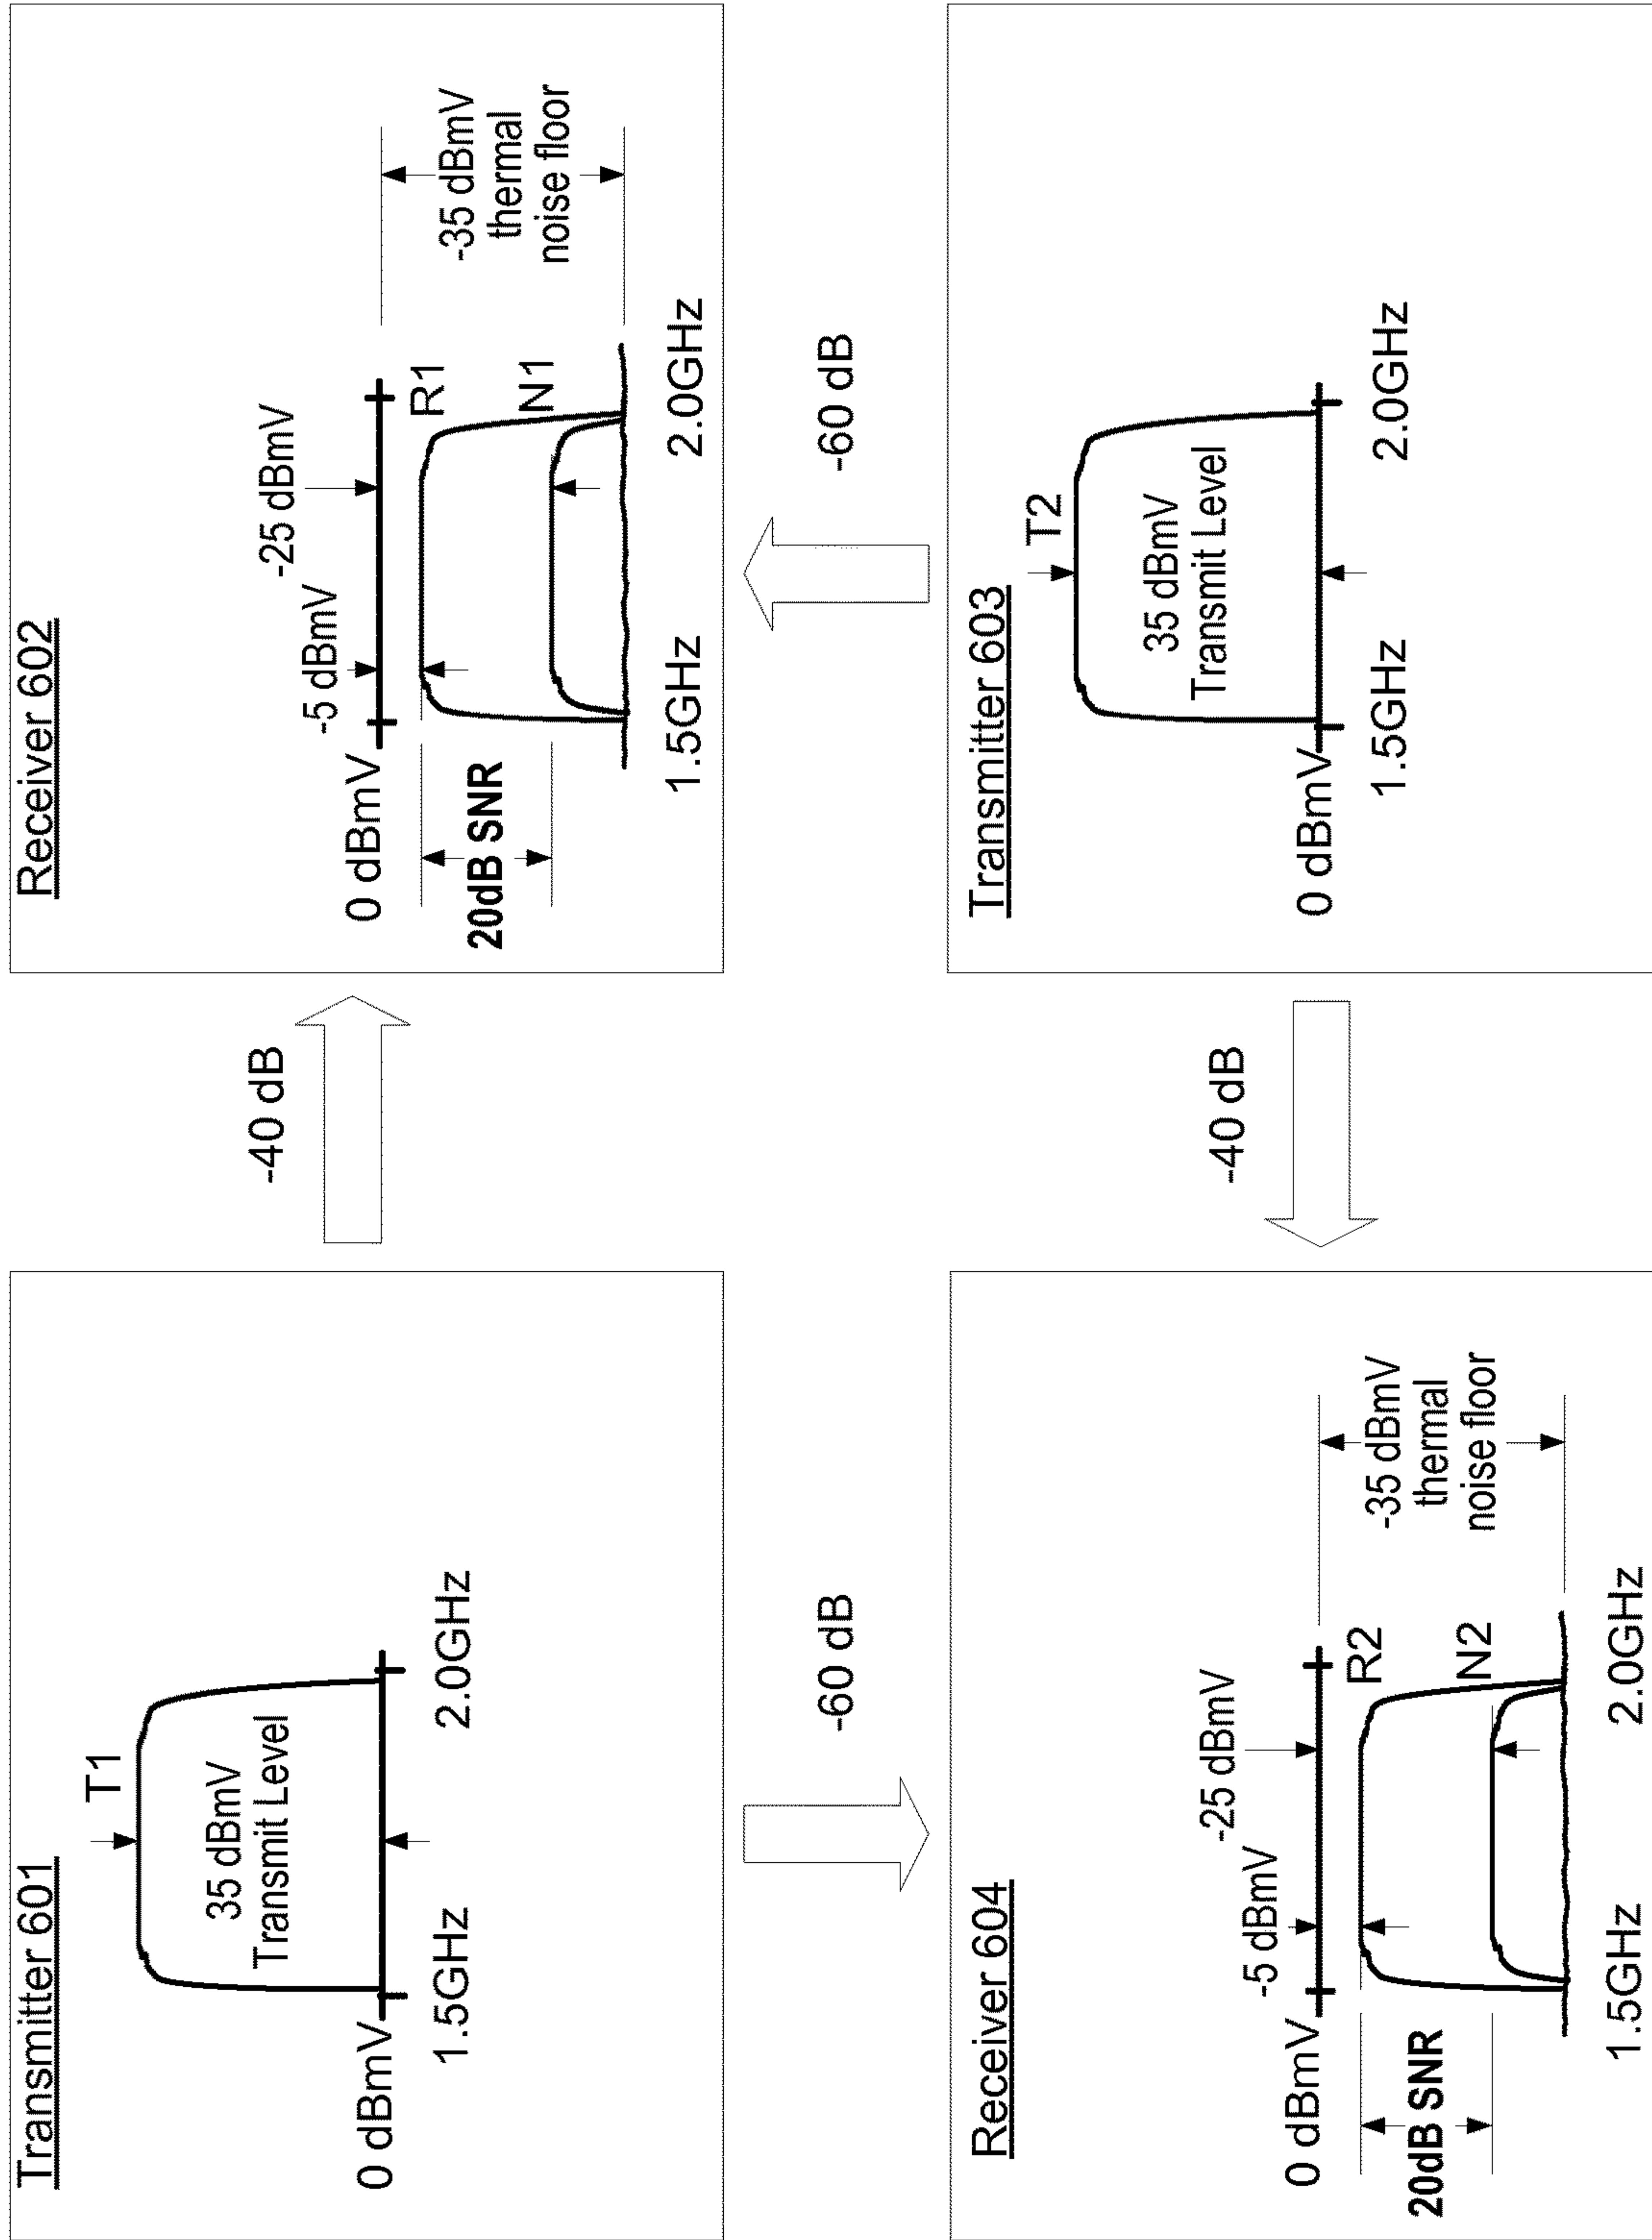 Transmitter 601
T1
35 dBmV
Transmit Level
0 dBmV
1.5GHz
2.0GHz
-40 dB
Receiver 602
-5 dBmV
-25 dBmV
0 dBmV
R1
N1
20dB SNR
-35 dBmV
thermal
noise floor
1.5GHz
2.0GHz
-60 dB
-60 dB
Receiver 604
-5 dBmV
-25 dBmV
0 dBmV
R2
N2
20dB SNR
-35 dBmV
thermal
noise floor
1.5GHz
2.0GHz
-40 dB
Transmitter 603
T2
35 dBmV
Transmit Level
0 dBmV
1.5GHz
2.0GHz